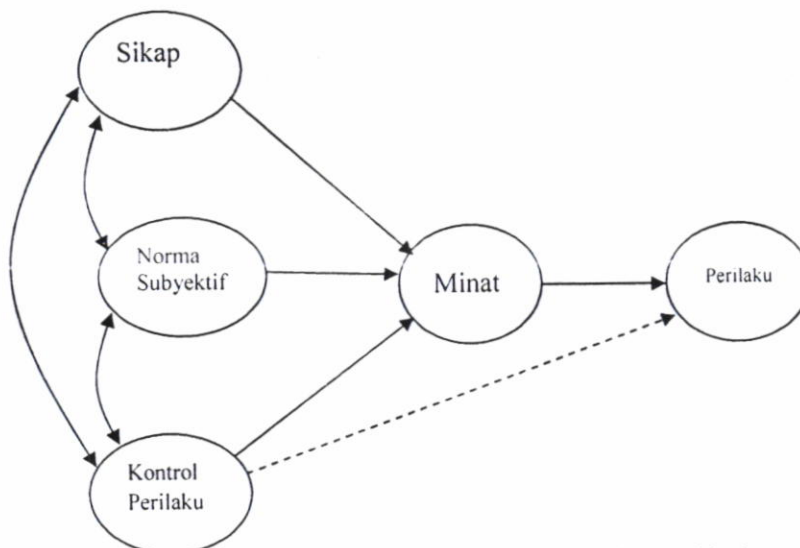 Sikap
Norma
Subyektif
Minat
Perilaku
Kontrol
Perilaku